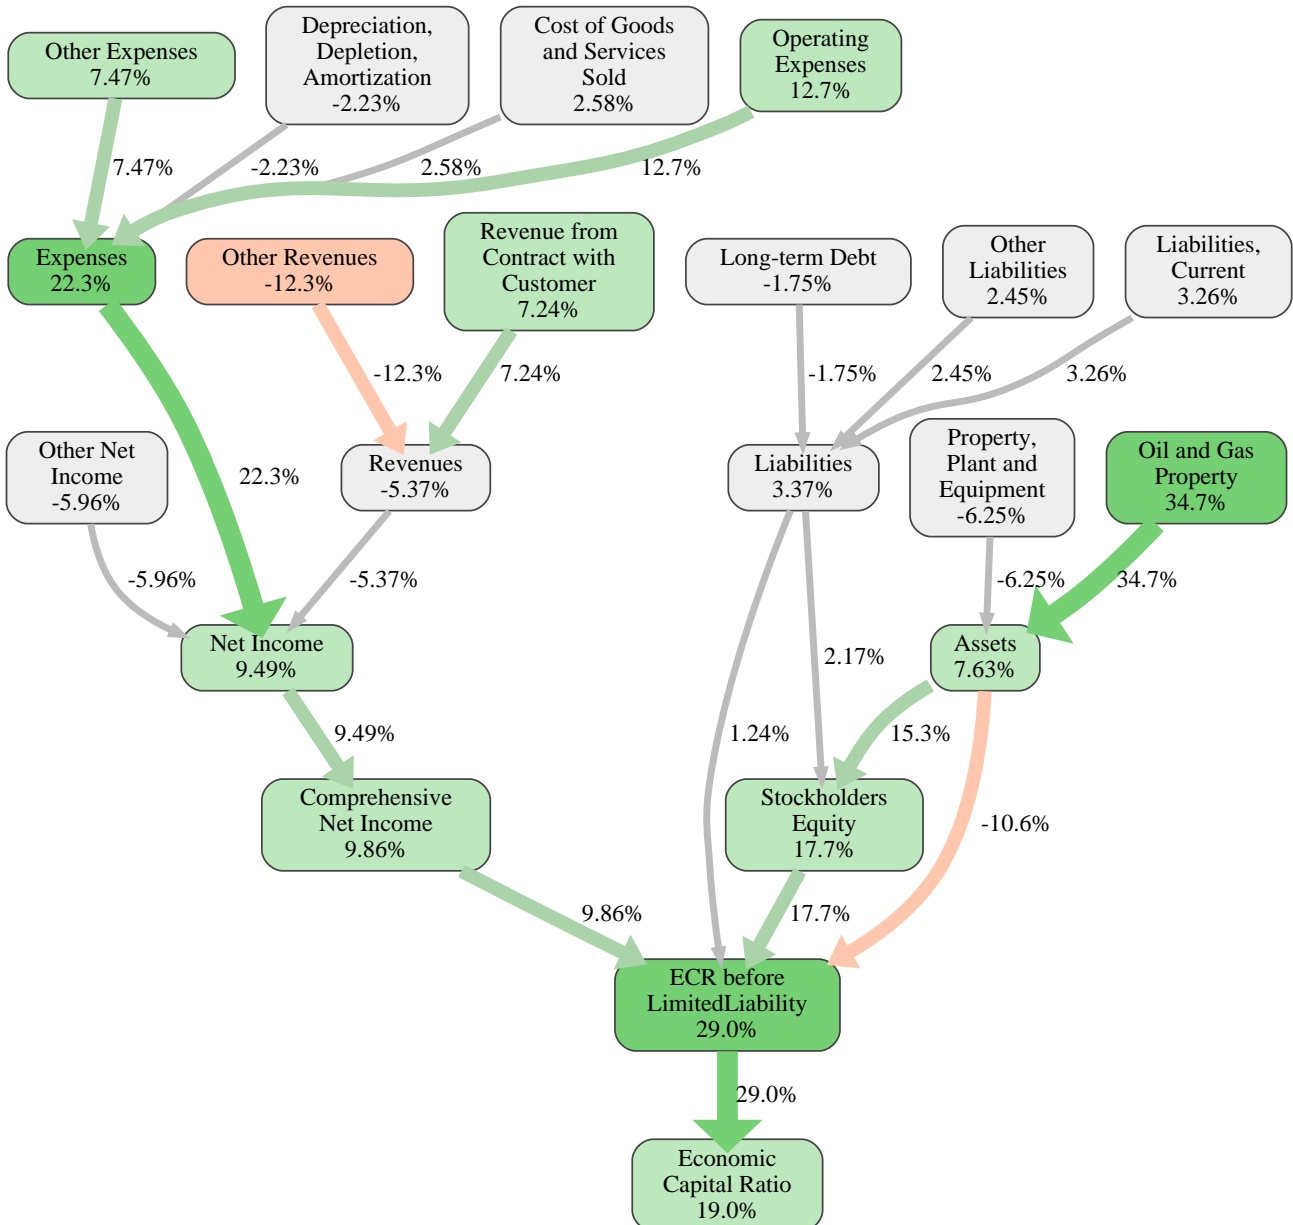 Other Expenses
7.47%
Depreciation,
Depletion,
Amortization
-2.23%
Cost of Goods
and Services
Sold
2.58%
Operating
Expenses
12.7%
7.47%
-2.23%
2.58%
12.7%
Expenses
22.3%
Other Revenues
-12.3%
Revenue from
Contract with
Customer
7.24%
Long-term Debt
-1.75%
Other
Liabilities
2.45%
Liabilities,
Current
3.26%
-12.3%
7.24%
-1.75%
2.45%
3.26%
Other Net
Income
-5.96%
22.3%
Revenues
-5.37%
Liabilities
3.37%
Property,
Plant and
Equipment
-6.25%
Oil and Gas
Property
34.7%
-5.96%
-5.37%
-6.25%
34.7%
Net Income
9.49%
2.17%
Assets
7.63%
9.49%
1.24%
15.3%
Comprehensive
Net Income
9.86%
Stockholders
Equity
17.7%
-10.6%
9.86%
17.7%
ECR before
LimitedLiability
29.0%
29.0%
Economic
Capital Ratio
19.0%